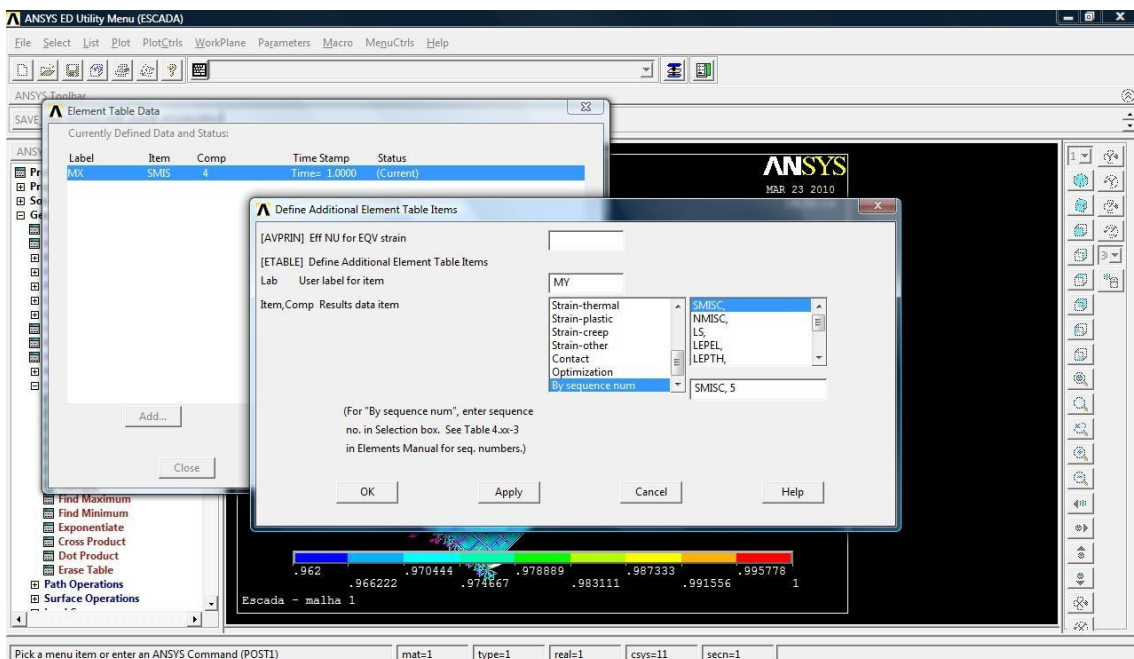 ANSYS ED Utility Menu (ESCADA)
File Select List Plot PlotCtrls WorkPlane Parameters Macro MenuCtrls Help
ANSYS Toolbar
SAVE
Element Table Data
Currently Defined Data and Status:
Label Item Comp Time Stamp Status
MX SMIS 4 Time= 1.0000 (Current)
Add...
Close
ANSYS
MAR 23 2010
Define Additional Element Table Items
[AVPRIN] Eff NU for EQV strain
[ETABLE] Define Additional Element Table Items
Lab User label for item MY
Item,Comp Results data item
Strain-thermal
Strain-plastic
Strain-creep
Strain-other
Contact
Optimization
By sequence num
SMISC,
NMISC,
LS,
LEPEL,
LEPTH,
SMISC, 5
(For "By sequence num", enter sequence
no. in Selection box. See Table 4.xx-3
in Elements Manual for seq. numbers.)
OK Apply Cancel Help
Find Maximum
Find Minimum
Exponentiate
Cross Product
Dot Product
Erase Table
Path Operations
Surface Operations
.962 .970444 .978889 .987333 .995778
.966222 .974667 .983111 .991556 1
Escada - malha 1
1
3
Pick a menu item or enter an ANSYS Command (POST1) mat=1 type=1 real=1 csys=11 secn=1